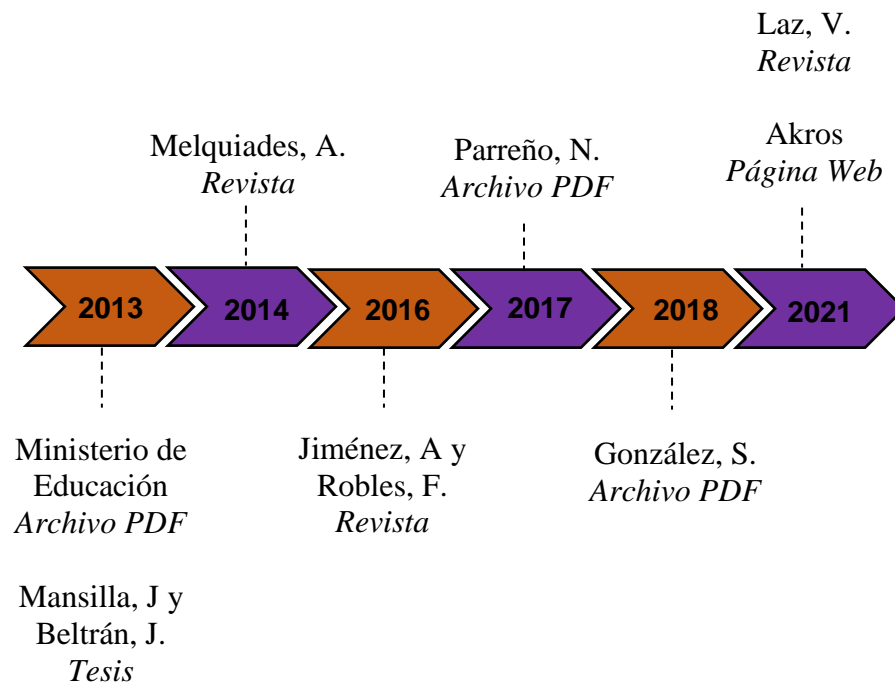 Laz, V.
Revista
Akros
Página Web
Melquiades, A.
Revista
Parreño, N.
Archivo PDF
2013
2014
2016
2017
2018
2021
Ministerio de
Educación
Archivo PDF
Mansilla, J y
Beltrán, J.
Tesis
Jiménez, A y
Robles, F.
Revista
González, S.
Archivo PDF